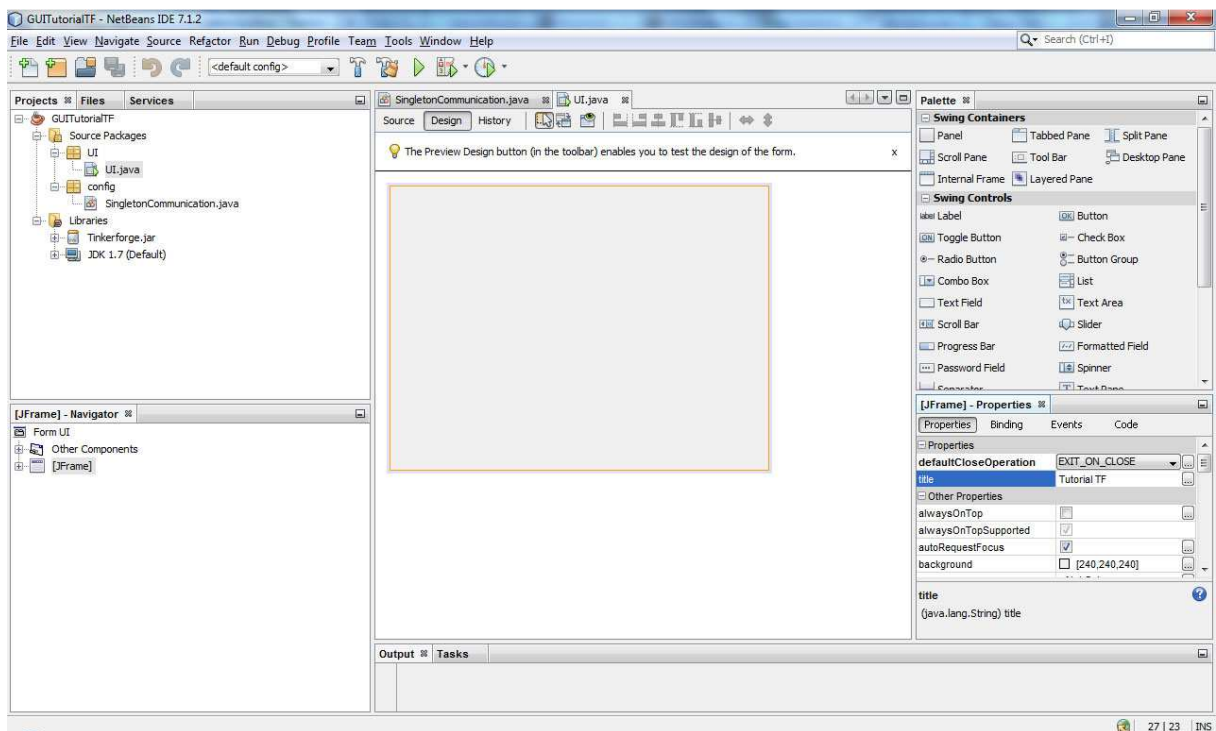 GUITutorialTF - NetBeans IDE 7.1.2
File Edit View Navigate Source Refactor Run Debug Profile Team Tools Window Help
Search (Ctrl+I)
<default config>
Projects Files Services
GUITutorialTF
Source Packages
UI
UI.java
config
SingletonCommunication.java
Libraries
Tinkerforge.jar
JDK 1.7 (Default)
[JFrame] - Navigator
Form UI
Other Components
[JFrame]
SingletonCommunication.java UI.java
Source Design History
The Preview Design button (in the toolbar) enables you to test the design of the form. x
Output Tasks
Palette
Swing Containers
Panel Tabbed Pane Split Pane
Scroll Pane Tool Bar Desktop Pane
Internal Frame Layered Pane
Swing Controls
label Label OK Button
ON Toggle Button Check Box
Radio Button Button Group
Combo Box List
Text Field Text Area
Scroll Bar Slider
Progress Bar Formatted Field
Password Field Spinner
Separator Text Pane
[JFrame] - Properties
Properties Binding Events Code
Properties
defaultCloseOperation EXIT_ON_CLOSE ...
title Tutorial TF ...
Other Properties
alwaysOnTop ...
alwaysOnTopSupported
autoRequestFocus ...
background [240,240,240] ...
title
(java.lang.String) title
27 | 23 INS